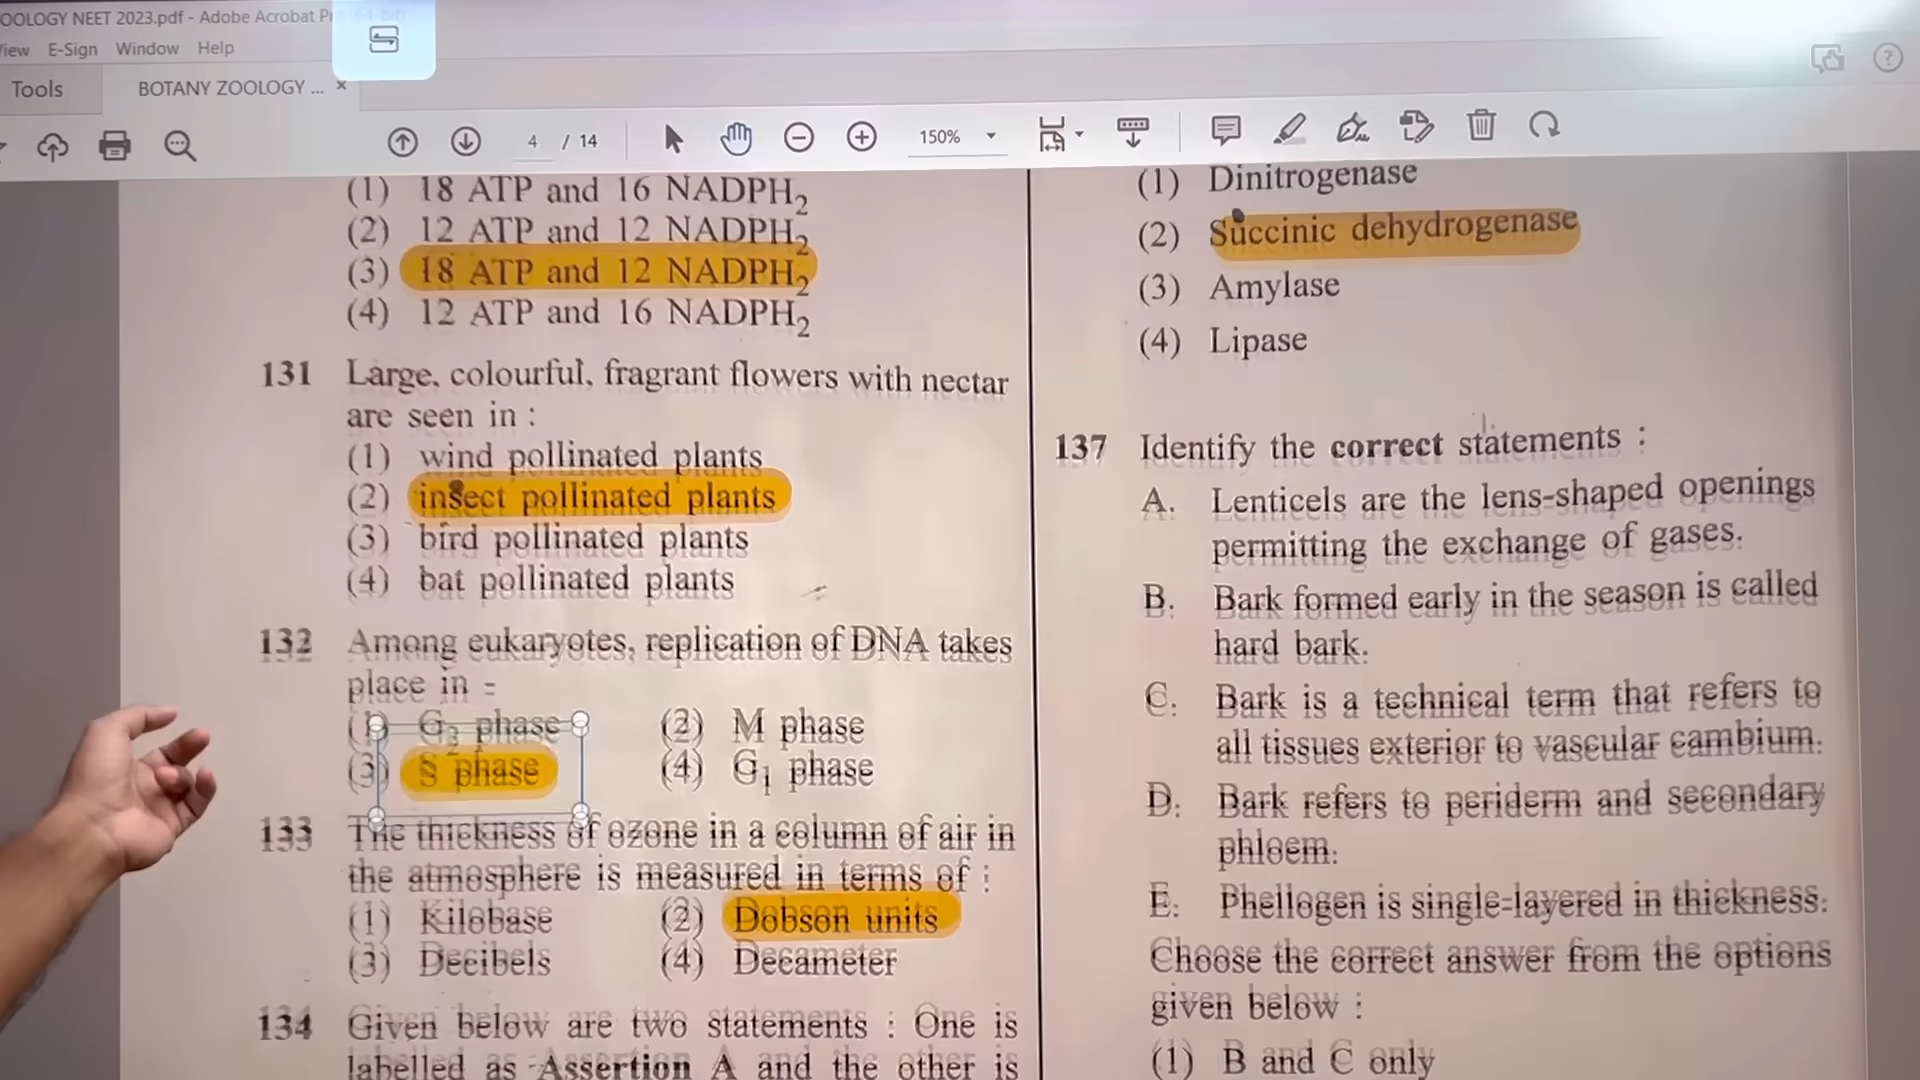 OOLOGY NEET 2023.pdf - Adobe Acrobat
View E-Sign Window Help
Tools
BOTANY ZOOLOGY ... ×
4 / 14
150%
(1) 18 ATP and 16 NADPH₂
(2) 12 ATP and 12 NADPH₂
(3) 18 ATP and 12 NADPH₂
(4) 12 ATP and 16 NADPH₂
131 Large, colourful, fragrant flowers with nectar
are seen in :
(1) wind pollinated plants
(2) insect pollinated plants
(3) bird pollinated plants
(4) bat pollinated plants
132 Among eukaryotes, replication of DNA takes
place in :
(1) G₂ phase (2) M phase
(3) S phase (4) G₁ phase
133 The thickness of ozone in a column of air in
the atmosphere is measured in terms of :
(1) Kilobase (2) Dobson units
(3) Decibels (4) Decameter
134 Given below are two statements : One is
labelled as Assertion A and the other is
(1) Dinitrogenase
(2) Succinic dehydrogenase
(3) Amylase
(4) Lipase
137 Identify the correct statements :
A. Lenticels are the lens-shaped openings
permitting the exchange of gases.
B. Bark formed early in the season is called
hard bark.
C. Bark is a technical term that refers to
all tissues exterior to vascular cambium.
D. Bark refers to periderm and secondary
phloem.
E. Phellogen is single-layered in thickness.
Choose the correct answer from the options
given below :
(1) B and C only